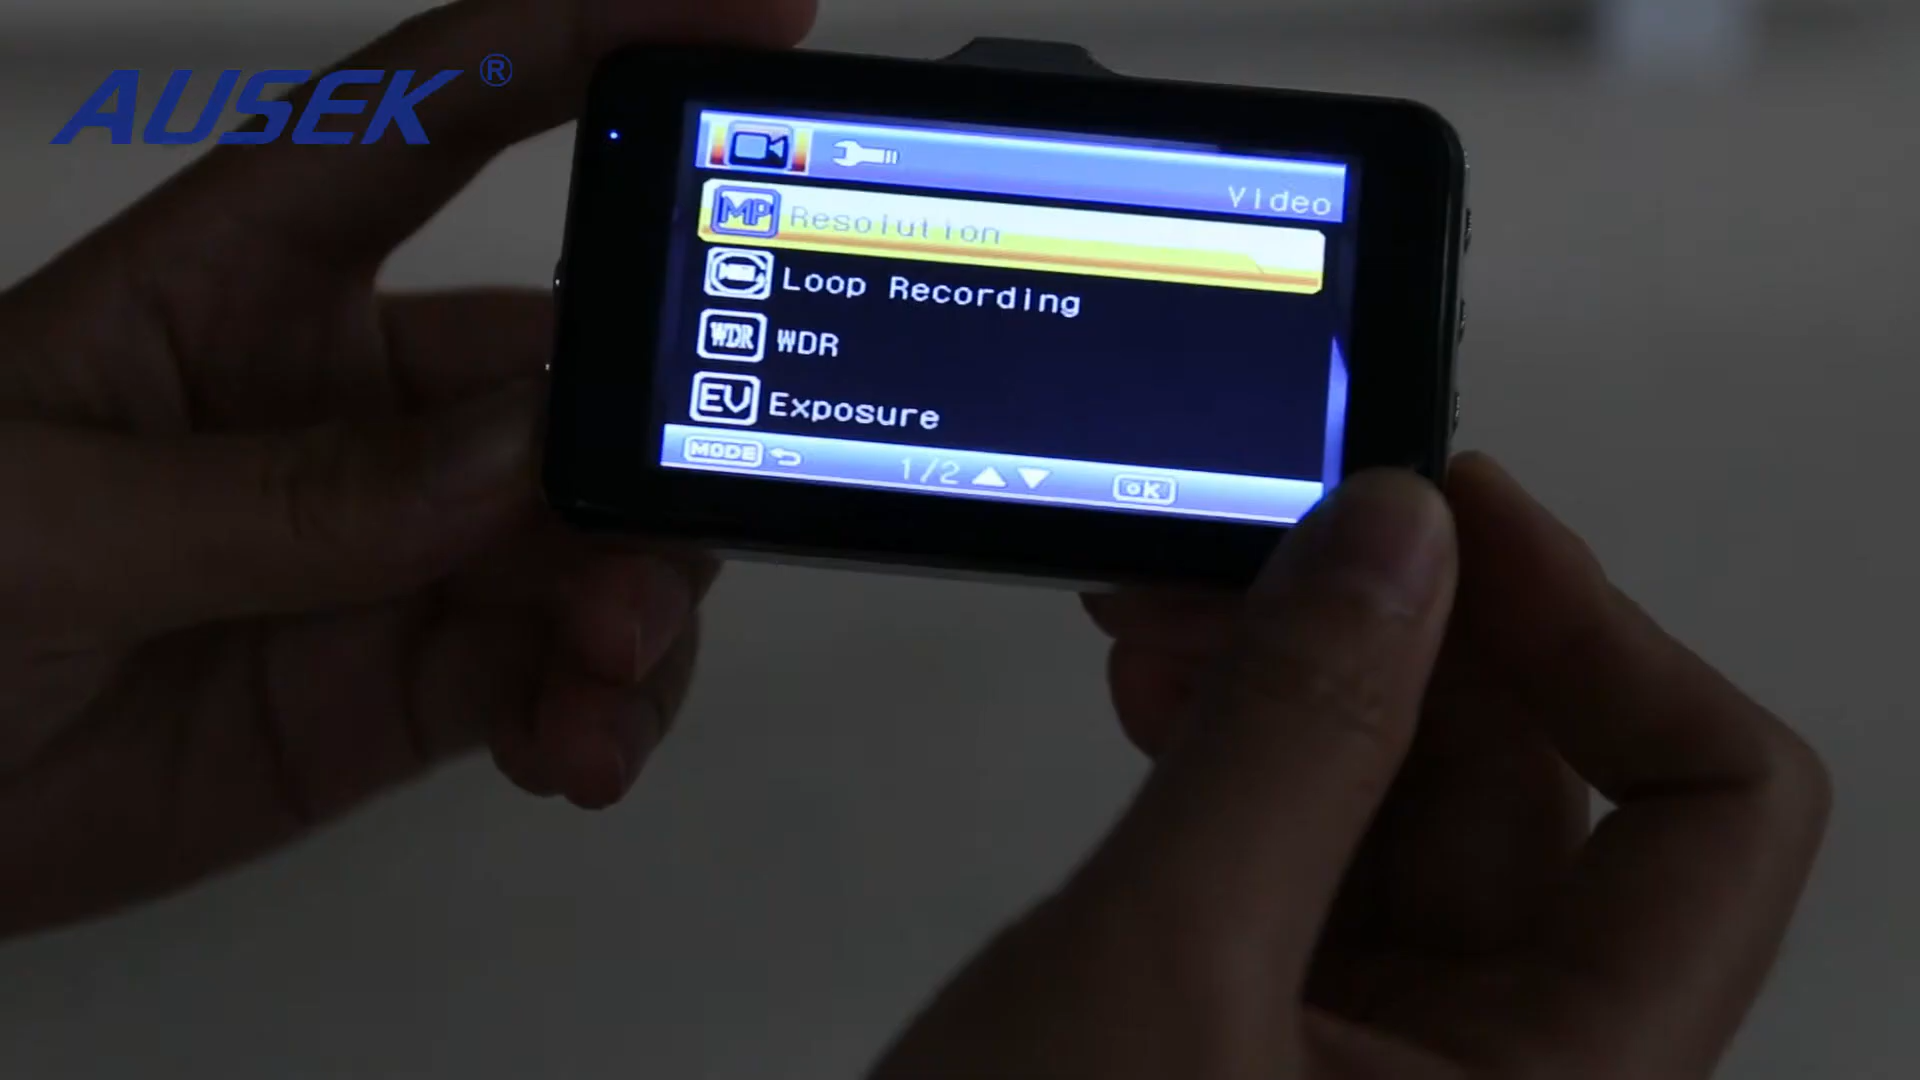 AUSEK ®
Video
MP Resolution
Loop Recording
WDR WDR
EV Exposure
MODE 1/2 OK